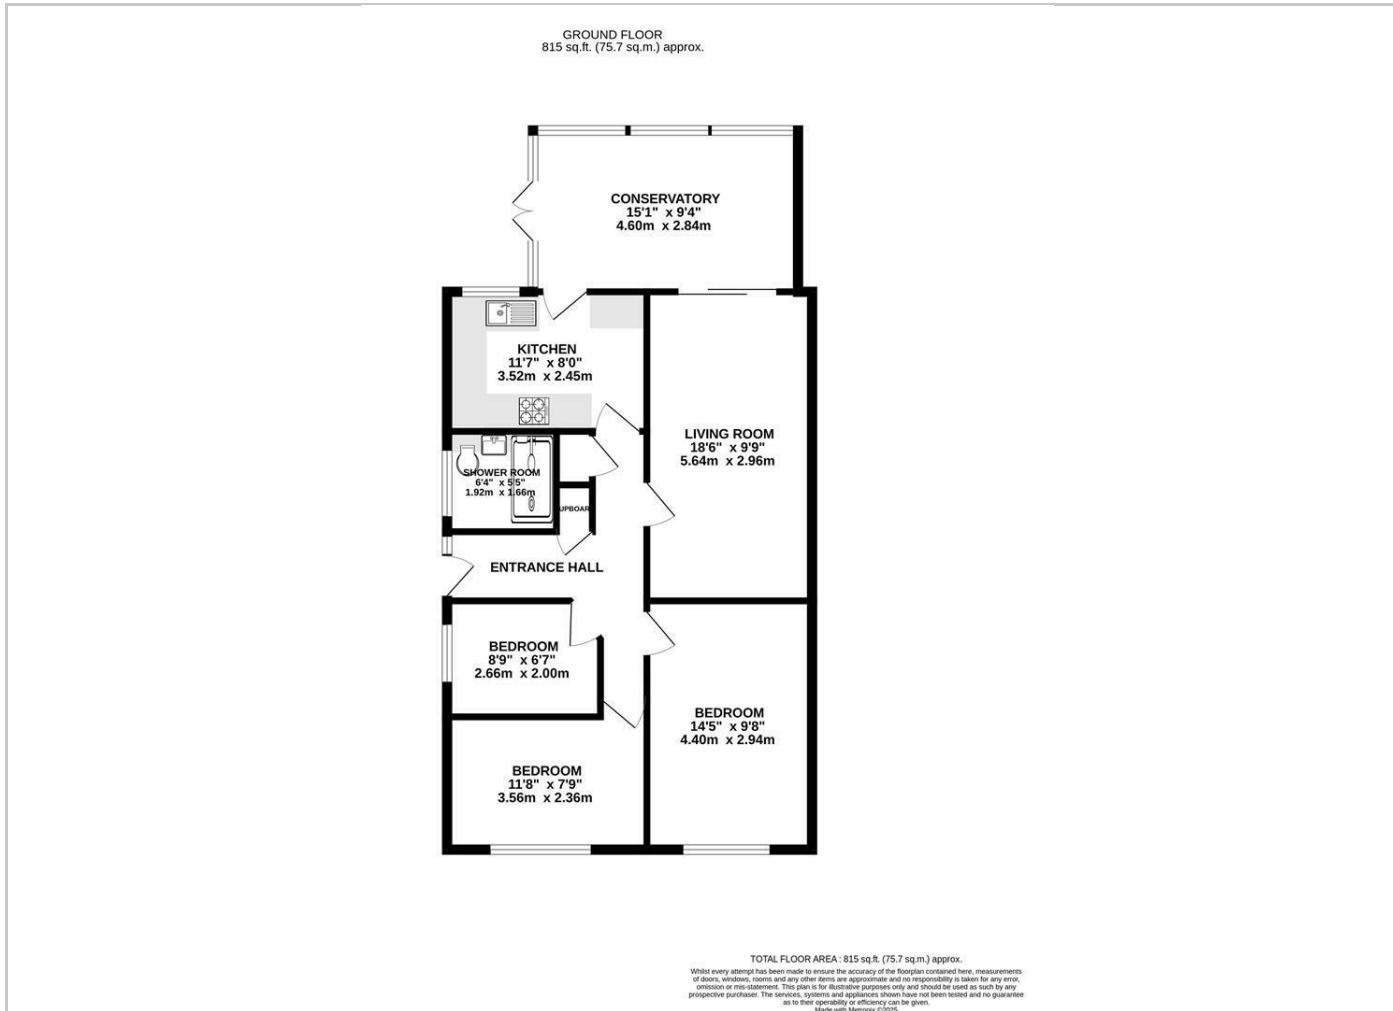 GROUND FLOOR
815 sq.ft. (75.7 sq.m.) approx.
CONSERVATORY
15'1" x 9'4"
4.60m x 2.84m
KITCHEN
11'7" x 8'0"
3.52m x 2.45m
LIVING ROOM
18'6" x 9'9"
5.64m x 2.96m
SHOWER ROOM
6'4" x 5'5"
1.92m x 1.66m
UPBOAR
ENTRANCE HALL
BEDROOM
8'9" x 6'7"
2.66m x 2.00m
BEDROOM
14'5" x 9'8"
4.40m x 2.94m
BEDROOM
11'8" x 7'9"
3.56m x 2.36m
TOTAL FLOOR AREA : 815 sq.ft. (75.7 sq.m.) approx.
Whilst every attempt has been made to ensure the accuracy of the floorplan contained here, measurements
of doors, windows, rooms and any other items are approximate and no responsibility is taken for any error,
omission or mis-statement. This plan is for illustrative purposes only and should be used as such by any
prospective purchaser. The services, systems and appliances shown have not been tested and no guarantee
as to their operability or efficiency can be given.
Made with Metropix ©2025